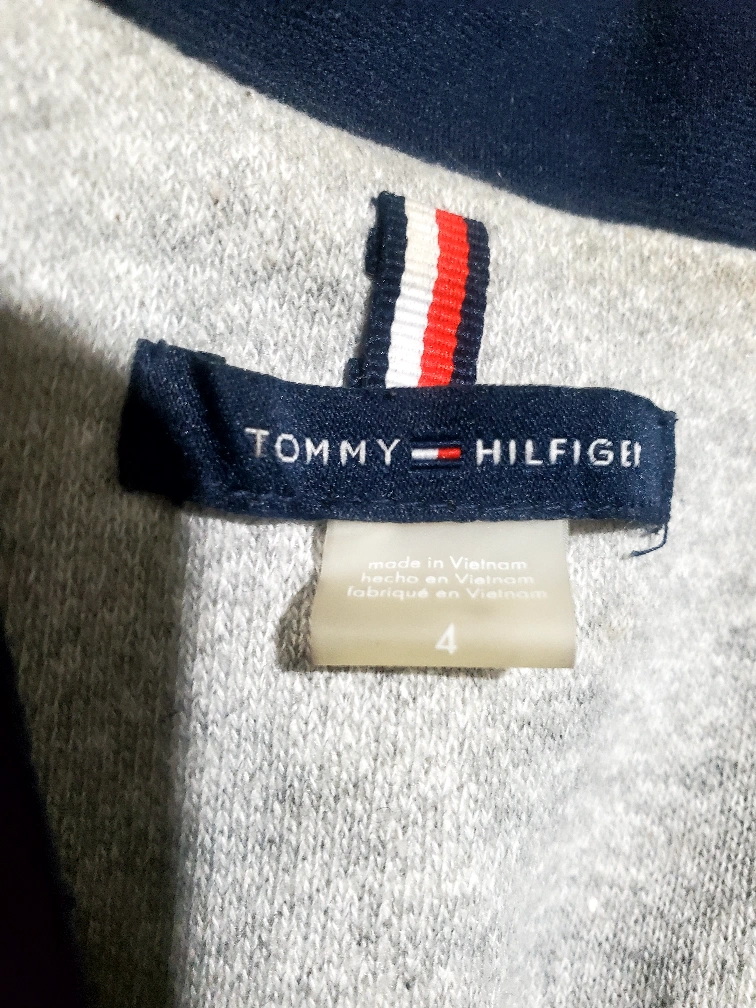 TOMMY HILFIGER
made in Vietnam
hecho en Vietnam
fabriqué en Vietnam
4